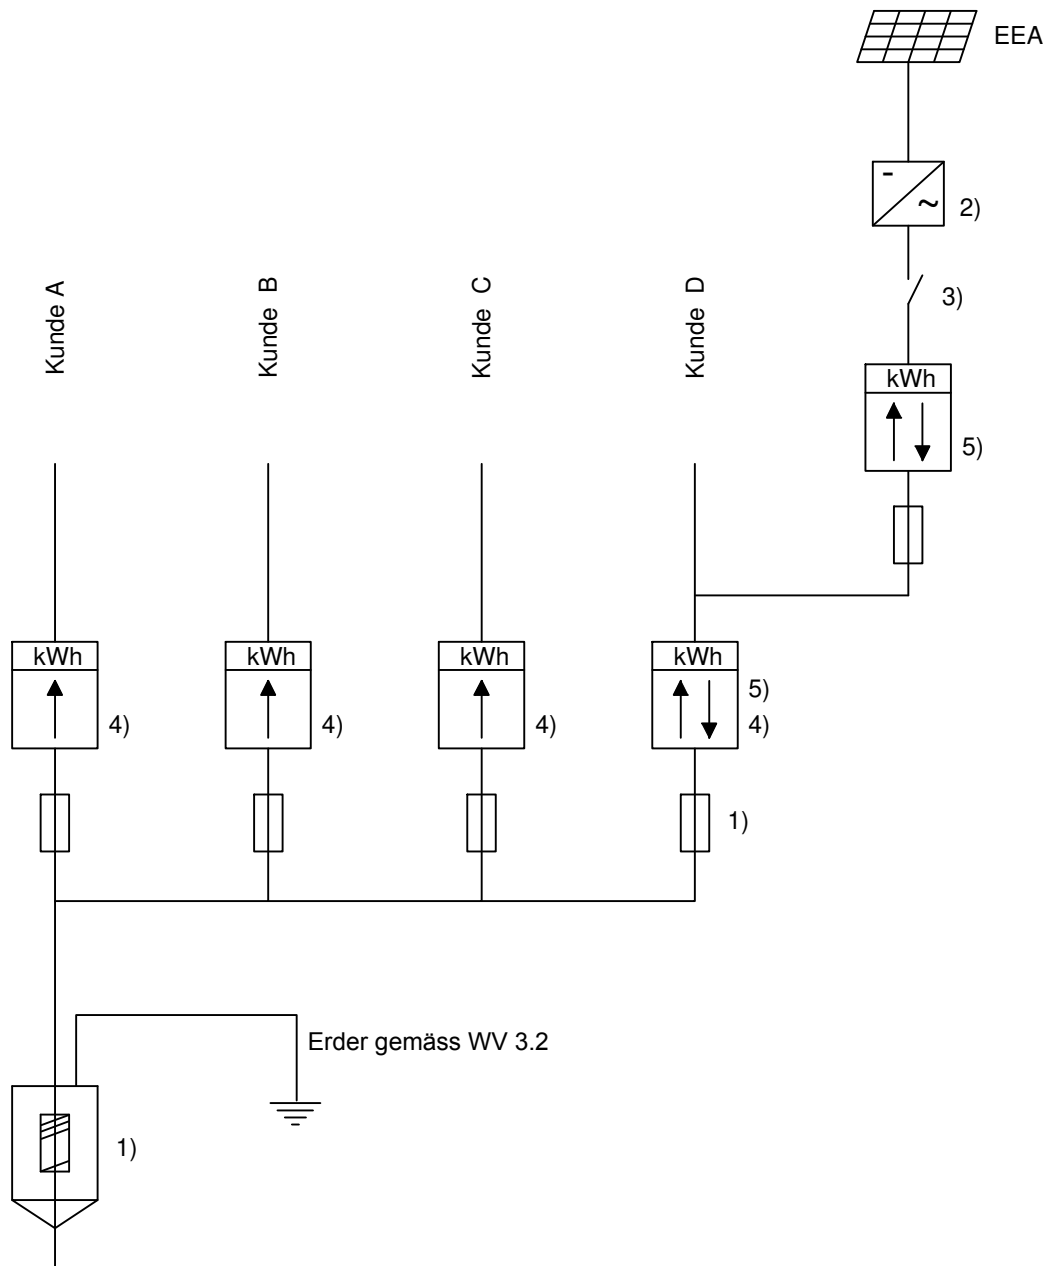 EEA
-
~
2)
3)
Kunde A
Kunde B
Kunde C
Kunde D
kWh
5)
kWh
4)
kWh
4)
kWh
4)
kWh
5)
4)
1)
Erder gemäss WV 3.2
1)